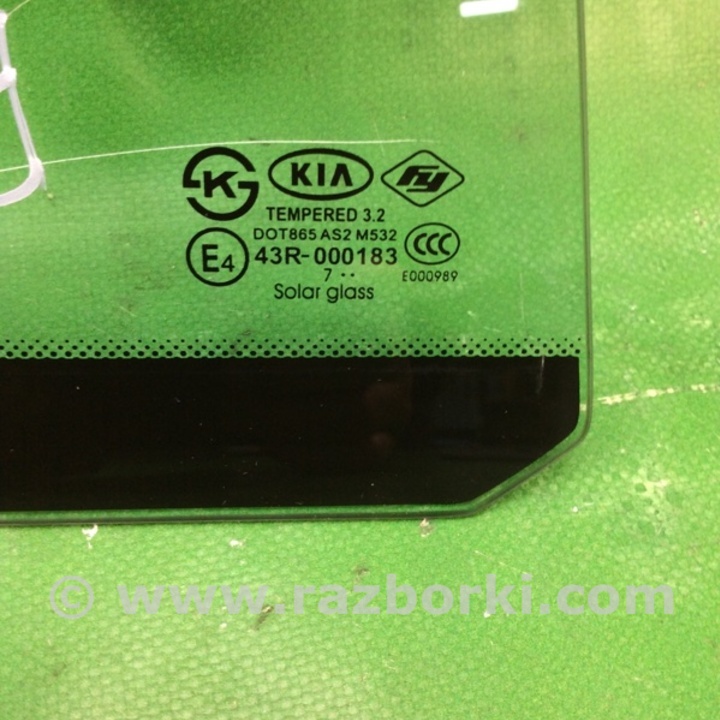 K KIA FY
TEMPERED 3.2
DOT865 AS2 M532
E4 43R-000183 CCC
7 ·· E000989
Solar glass
© www.razborki.com